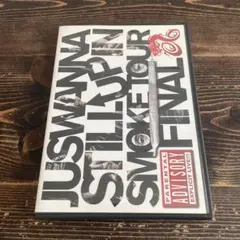 JUSWANNA
STILL UP IN
SMOKE TOUR
FINAL
PARENTAL
ADVISORY
EXPLICIT LYRICS